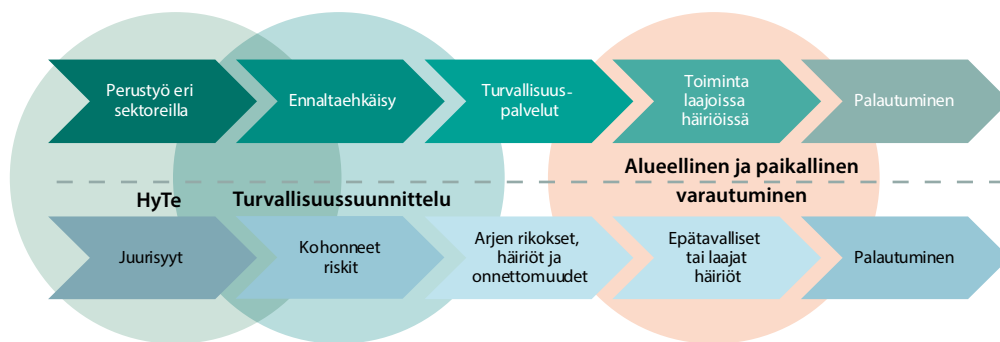 Perustyö eri
sektoreilla
Ennaltaehkäisy
Turvallisuus-
palvelut
Toiminta
laajoissa
häiriöissä
Palautuminen
HyTe
Turvallisuussuunnittelu
Alueellinen ja paikallinen
varautuminen
Juurisyyt
Kohonneet
riskit
Arjen rikokset,
häiriöt ja
onnettomuudet
Epätavalliset
tai laajat
häiriöt
Palautuminen